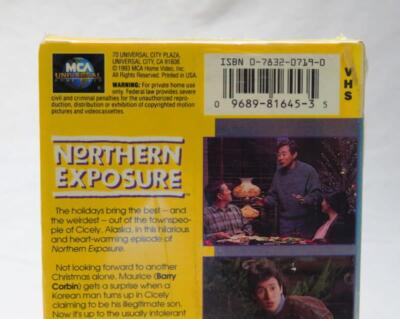 MCA
UNIVERSAL
70 UNIVERSAL CITY PLAZA,
UNIVERSAL CITY, CA 91608
© 1993 MCA Home Video, Inc.
All Rights Reserved. Printed in USA.
WARNING: For private home use
only. Federal law provides severe
civil and criminal penalties for the unauthorized repro-
duction, distribution or exhibition of copyrighted motion
pictures and videocassettes.
ISBN 0-7832-0719-0
0 9689-81645-3 5
VHS
NORTHERN
EXPOSURE™
The holidays bring the best – and
the weirdest – out of the townspeo-
ple of Cicely, Alaska, in this hilarious
and heart-warming episode of
Northern Exposure.
Not looking forward to another
Christmas alone, Maurice (Barry
Corbin) gets a surprise when a
Korean man turns up in Cicely
claiming to be his illegitimate son.
Now it's up to the usually intolerant